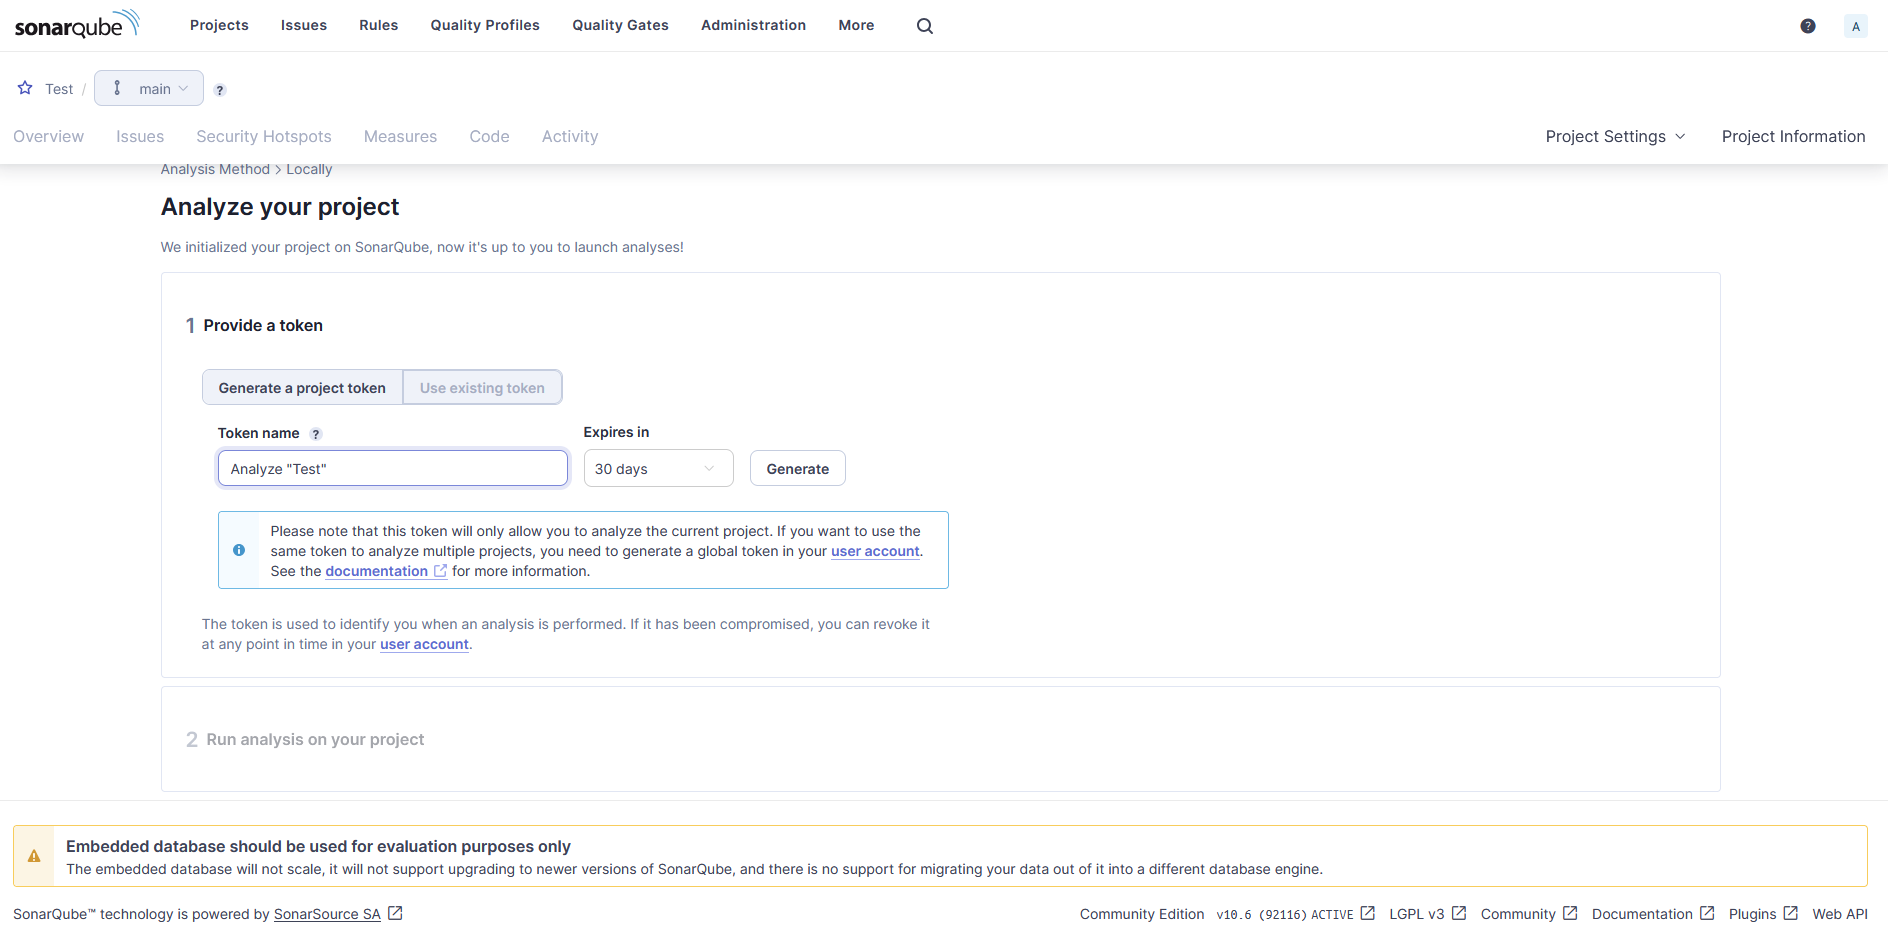 sonarqube Projects Issues Rules Quality Profiles Quality Gates Administration More ? A
Test / main ?
Overview Issues Security Hotspots Measures Code Activity Project Settings Project Information
Analysis Method > Locally
Analyze your project
We initialized your project on SonarQube, now it's up to you to launch analyses!
1 Provide a token
Generate a project token Use existing token
Token name ? Expires in
Analyze "Test" 30 days Generate
Please note that this token will only allow you to analyze the current project. If you want to use the
same token to analyze multiple projects, you need to generate a global token in your user account.
See the documentation for more information.
The token is used to identify you when an analysis is performed. If it has been compromised, you can revoke it
at any point in time in your user account.
2 Run analysis on your project
Embedded database should be used for evaluation purposes only
The embedded database will not scale, it will not support upgrading to newer versions of SonarQube, and there is no support for migrating your data out of it into a different database engine.
SonarQube™ technology is powered by SonarSource SA Community Edition v10.6 (92116) ACTIVE LGPL v3 Community Documentation Plugins Web API